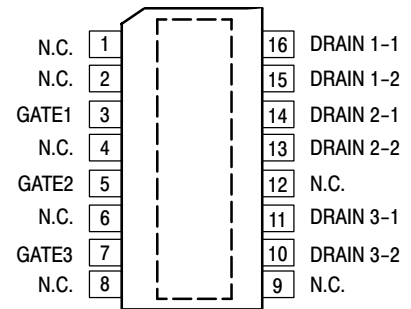 N.C. 1 16 DRAIN 1-1
N.C. 2 15 DRAIN 1-2
GATE1 3 14 DRAIN 2-1
N.C. 4 13 DRAIN 2-2
GATE2 5 12 N.C.
N.C. 6 11 DRAIN 3-1
GATE3 7 10 DRAIN 3-2
N.C. 8 9 N.C.